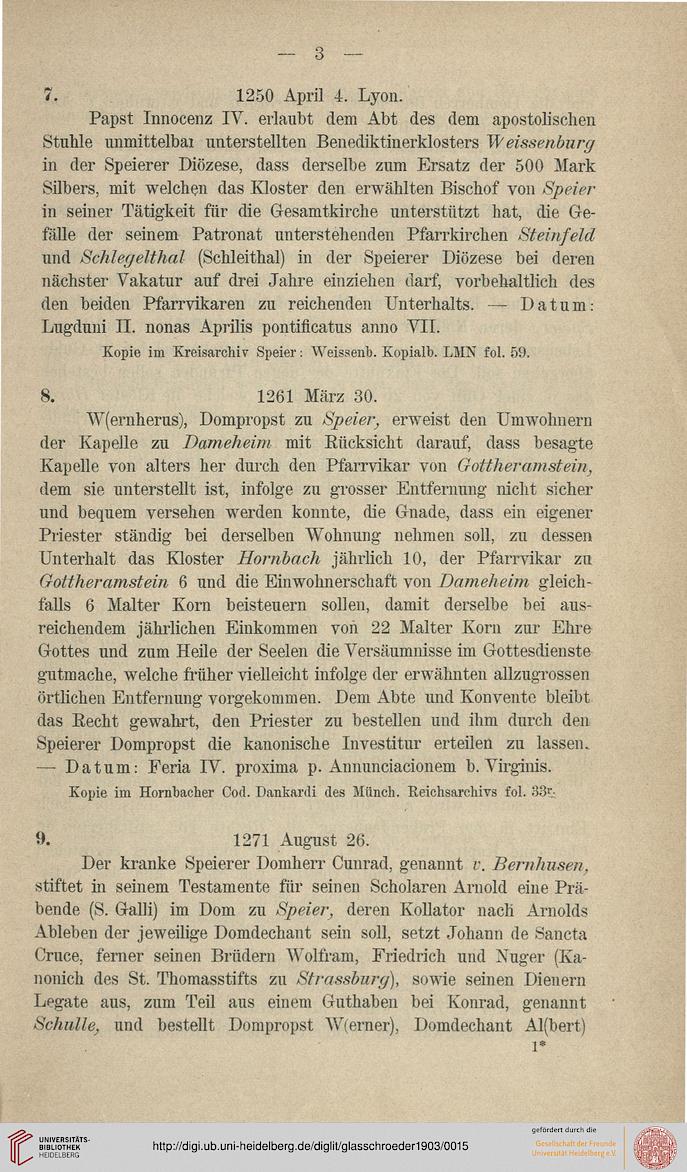 — 3 —
7. 1250 April 4. Lyon.
Papst Innocenz IV. erlaubt dem Abt des dem apostolischen
Stuhle unmittelbar unterstellten Benediktinerklosters Weissenburg
in der Speierer Diözese, dass derselbe zum Ersatz der 500 Mark
Silbers, mit welchen das Kloster den erwählten Bischof von Speier
in seiner Tätigkeit für die Gesamtkirche unterstützt hat, die Ge-
fälle der seinem Patronat unterstehenden Pfarrkirchen Steinfeld
und Schlegelthal (Schleithal) in der Speierer Diözese bei deren
nächster Vakatur auf drei Jahre einziehen darf, vorbehaltlich des
den beiden Pfarrvikaren zu reichenden Unterhalts. — Datum:
Lugduni II. nonas Aprilis pontificatus anno VII.
Kopie im Kreisarchiv Speier: Weissenb. Kopialb. LMN fol. 59.
8. 1261 März 30.
W(ernherus), Dompropst zu Speier, erweist den Umwohnern
der Kapelle zu Dameheim mit Rücksicht darauf, dass besagte
Kapelle von alters her durch den Pfarrvikar von Gottheramstein,
dem sie unterstellt ist, infolge zu grosser Entfernung nicht sicher
und bequem versehen werden konnte, die Gnade, dass ein eigener
Priester ständig bei derselben Wohnung nehmen soll, zu dessen
Unterhalt das Kloster Hornbach jährlich 10, der Pfarrvikar zu
Gottheramstein 6 und die Einwohnerschaft von Dameheim gleich-
falls 6 Malter Korn beisteuern sollen, damit derselbe bei aus-
reichendem jährlichen Einkommen von 22 Malter Korn zur Ehre
Gottes und zum Heile der Seelen die Versäumnisse im Gottesdienste
gutmache, welche früher vielleicht infolge der erwähnten allzugrossen
örtlichen Entfernung vorgekommen. Dem Abte und Konvente bleibt
das Recht gewahrt, den Priester zu bestellen und ihm durch den
Speierer Dompropst die kanonische Investitur erteilen zu lassen.
— Datum: Feria IV. proxima p. Annunciacionem b. Virginis.
Kopie im Hornbacher Cod. Dankardi des Münch. Reichsarchivs fol. 33r.
9. 1271 August 26.
Der kranke Speierer Domherr Cunrad, genannt v. Bernhusen,
stiftet in seinem Testamente für seinen Scholaren Arnold eine Prä-
bende (S. Galli) im Dom zu Speier, deren Kollator nach Arnolds
Ableben der jeweilige Domdechant sein soll, setzt Johann de Sancta
Cruce, ferner seinen Brüdern Wolfram, Friedrich und Nuger (Ka-
nonich des St. Thomasstifts zu Strassburg), sowie seinen Dienern
Legate aus, zum Teil aus einem Guthaben bei Konrad, genannt
Schulle, und bestellt Dompropst W(erner), Domdechant Al(bert)
1*
UNIVERSITÄTS-
BIBLIOTHEK
HEIDELBERG
http://digi.ub.uni-heidelberg.de/diglit/glasschroeder1903/0015
gefördert durch die
Gesellschaft der Freunde
Universität Heidelberg e.V.